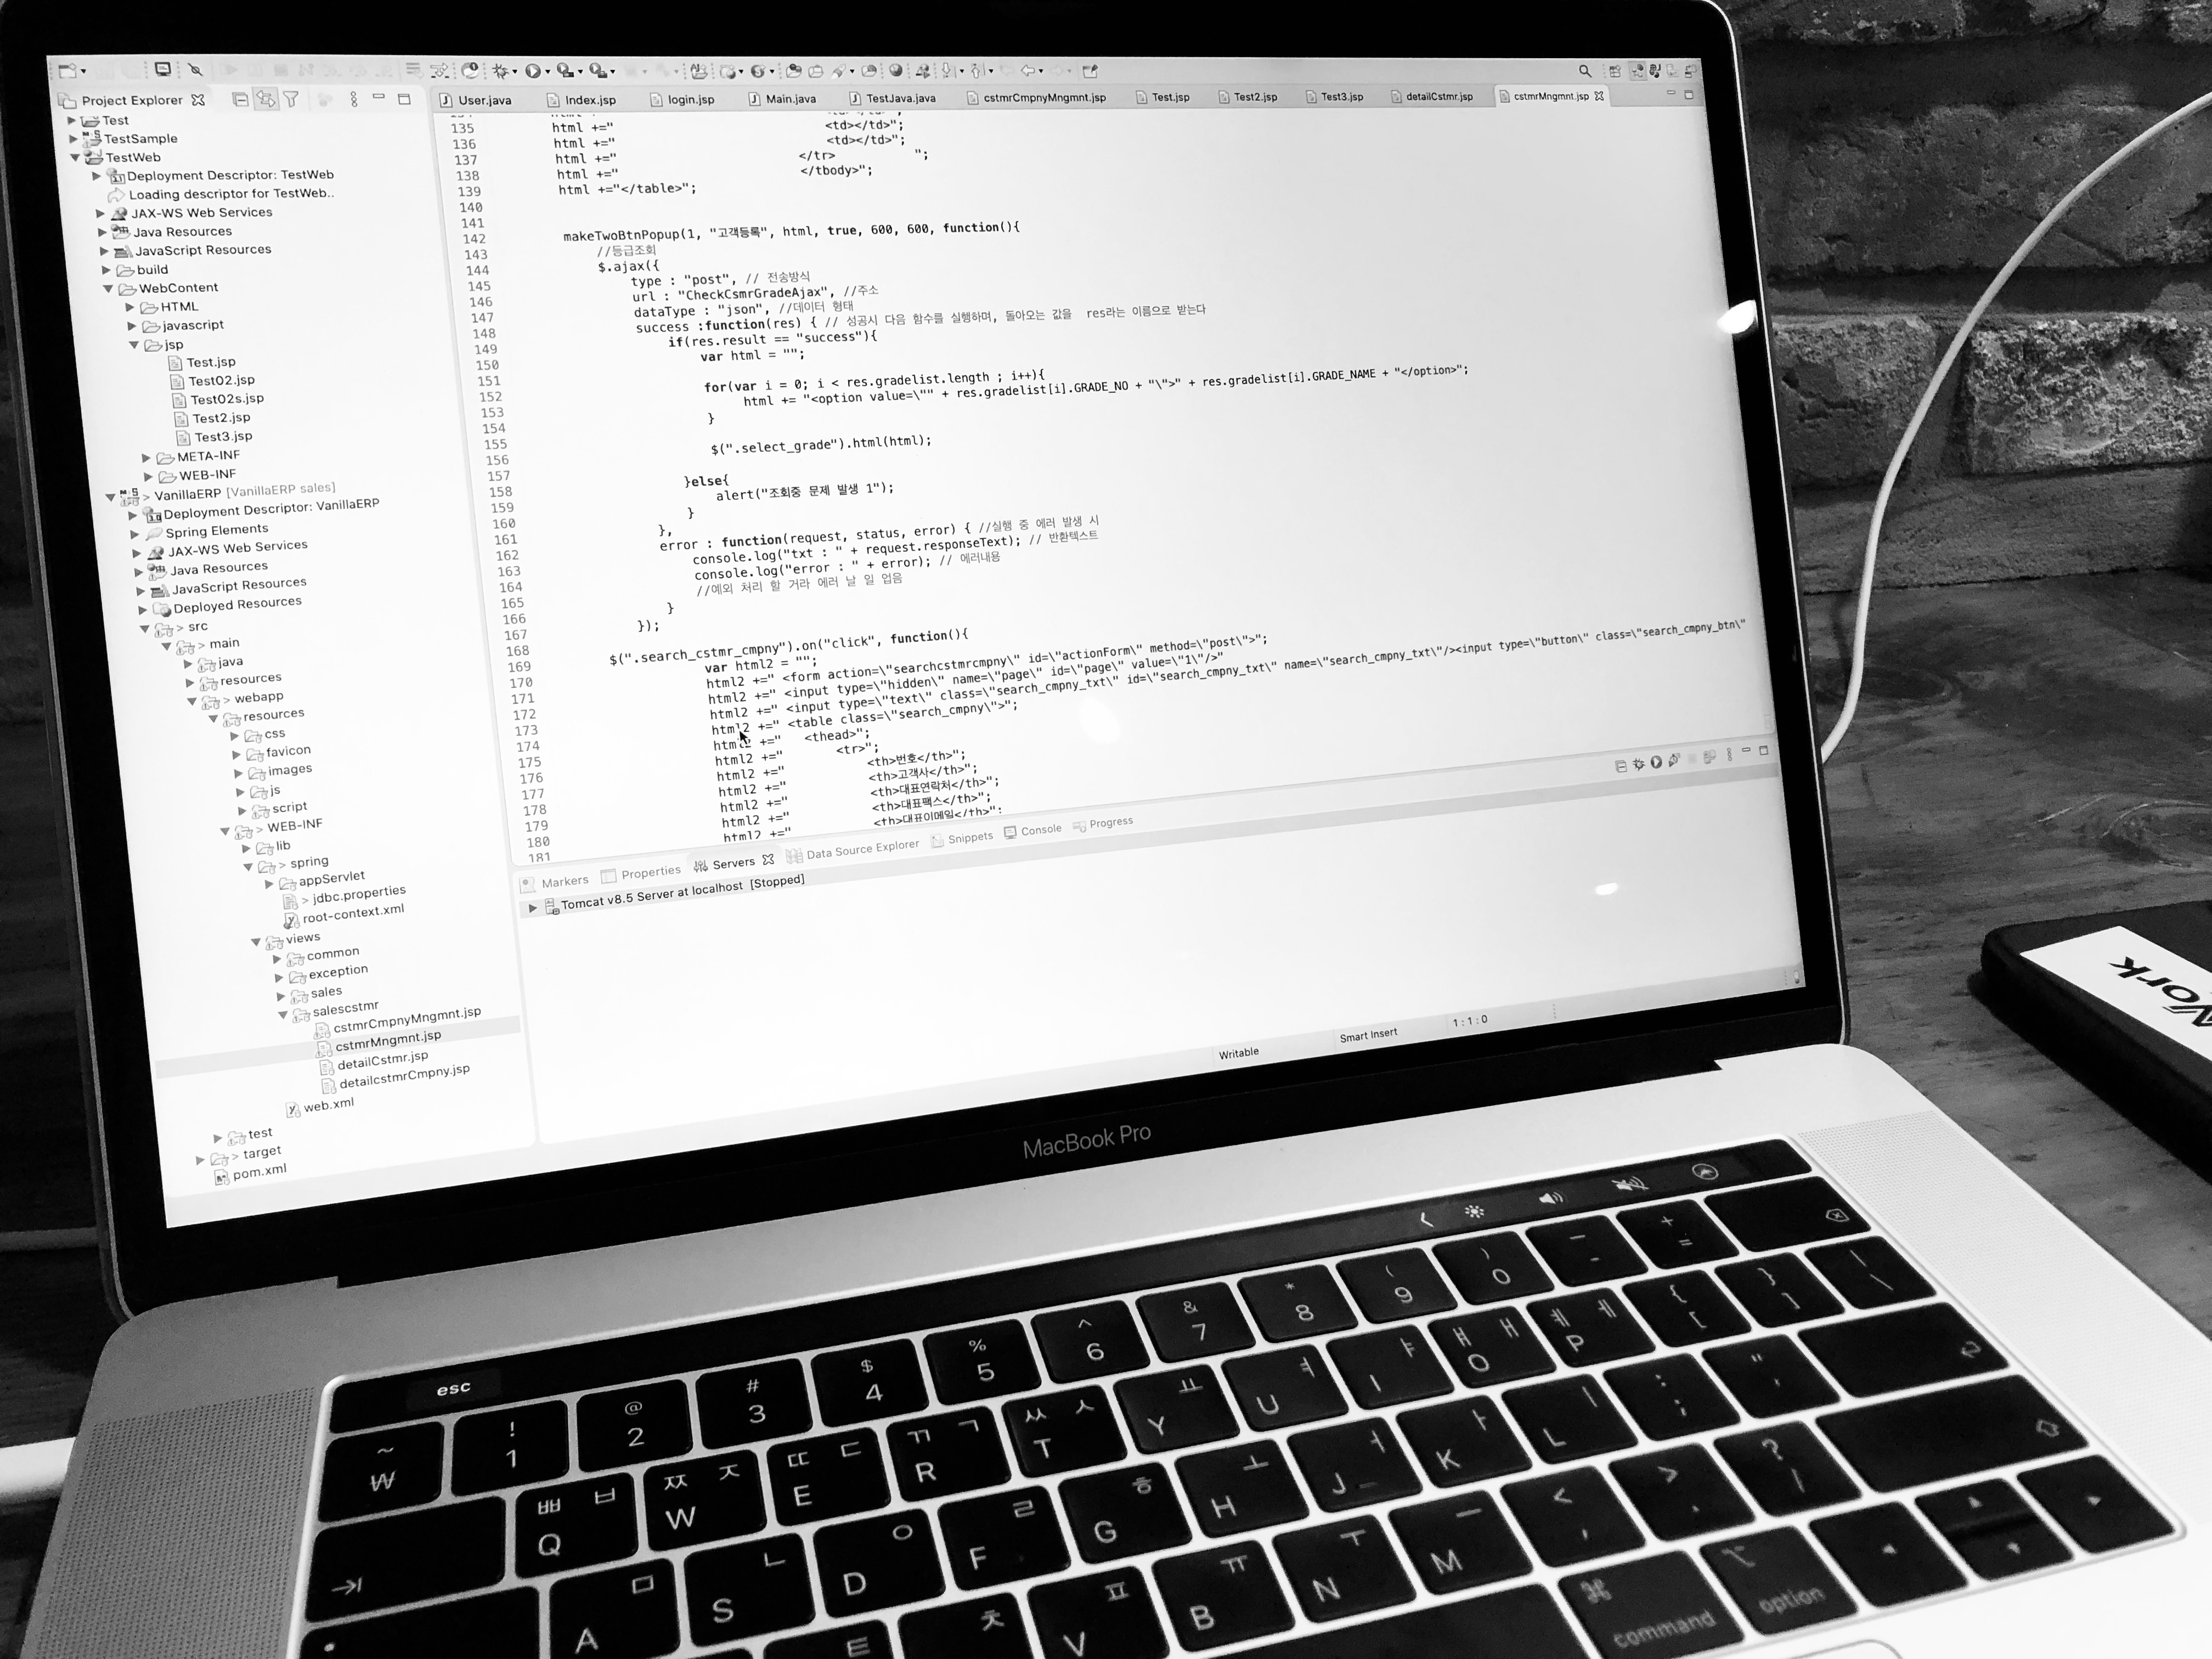 Project Explorer
Test
TestSample
TestWeb
Deployment Descriptor: TestWeb
Loading descriptor for TestWeb..
JAX-WS Web Services
Java Resources
JavaScript Resources
build
WebContent
HTML
javascript
jsp
Test.jsp
Test02.jsp
Test02s.jsp
Test2.jsp
Test3.jsp
META-INF
WEB-INF
> VanillaERP [VanillaERP sales]
Deployment Descriptor: VanillaERP
Spring Elements
JAX-WS Web Services
Java Resources
JavaScript Resources
Deployed Resources
> src
> main
java
resources
> webapp
resources
css
favicon
images
js
script
> WEB-INF
lib
> spring
appServlet
> jdbc.properties
root-context.xml
views
common
exception
sales
salescstmr
cstmrCmpnyMngmnt.jsp
cstmrMngmnt.jsp
detailCstmr.jsp
detailcstmrCmpny.jsp
web.xml
test
> target
pom.xml
User.java Index.jsp login.jsp Main.java TestJava.java cstmrCmpnyMngmnt.jsp Test.jsp Test2.jsp Test3.jsp detailCstmr.jsp cstmrMngmnt.jsp
135 html +=" <td></td>";
136 html +=" <td></td>";
137 html +=" </tr> ";
138 html +=" </tbody>";
139 html +="</table>";
140
141
142 makeTwoBtnPopup(1, "고객등록", html, true, 600, 600, function(){
143 //등급조회
144 $.ajax({
145 type : "post", // 전송방식
146 url : "CheckCsmrGradeAjax", //주소
147 dataType : "json", //데이터 형태
148 success :function(res) { // 성공시 다음 함수를 실행하며, 돌아오는 값을 res라는 이름으로 받는다
149 if(res.result == "success"){
150 var html = "";
151
152 for(var i = 0; i < res.gradelist.length ; i++){
153 html += "<option value=\"" + res.gradelist[i].GRADE_NO + "\">" + res.gradelist[i].GRADE_NAME + "</option>";
154 }
155
156 $(".select_grade").html(html);
157
158 }else{
159 alert("조회중 문제 발생 1");
160 }
161 },
162 error : function(request, status, error) { //실행 중 에러 발생 시
163 console.log("txt : " + request.responseText); // 반환텍스트
164 console.log("error : " + error); // 에러내용
165 //예외 처리 할 거라 에러 날 일 없음
166 }
167 });
168 $(".search_cstmr_cmpny").on("click", function(){
169 var html2 = "";
170 html2 +=" <form action=\"searchcstmrcmpny\" id=\"actionForm\" method=\"post\">";
171 html2 +=" <input type=\"hidden\" name=\"page\" id=\"page\" value=\"1\"/>"
172 html2 +=" <input type=\"text\" class=\"search_cmpny_txt\" id=\"search_cmpny_txt\" name=\"search_cmpny_txt\"/><input type=\"button\" class=\"search_cmpny_btn\"
173 html2 +=" <table class=\"search_cmpny\">";
174 html2 +=" <thead>";
175 html2 +=" <tr>";
176 html2 +=" <th>번호</th>";
177 html2 +=" <th>고객사</th>";
178 html2 +=" <th>대표연락처</th>";
179 html2 +=" <th>대표팩스</th>";
180 html2 +=" <th>대표이메일</th>";
181
Markers Properties Servers Data Source Explorer Snippets Console Progress
Tomcat v8.5 Server at localhost [Stopped]
Writable Smart Insert 1 : 1 : 0
MacBook Pro
Work
esc
~ ₩ ! 1 @ 2 # 3 $ 4 % 5 ^ 6 & 7 * 8 ( 9 ) 0 _ - + =
ㅃ ㅂ Q ㅉ ㅈ W ㄸ ㄷ E ㄲ ㄱ R ㅆ ㅅ T ㅛ Y ㅕ U ㅑ I ㅒ ㅐ O ㅖ ㅔ P { [ } ] | \
ㅁ A ㄴ S ㅇ D ㄹ F ㅎ G ㅗ H ㅓ J ㅏ K ㅣ L : ; " '
ㅌ ㅊ ㅍ V ㅠ B ㅜ N ㅡ M < , > . ? /
⌘ command ⌥ option